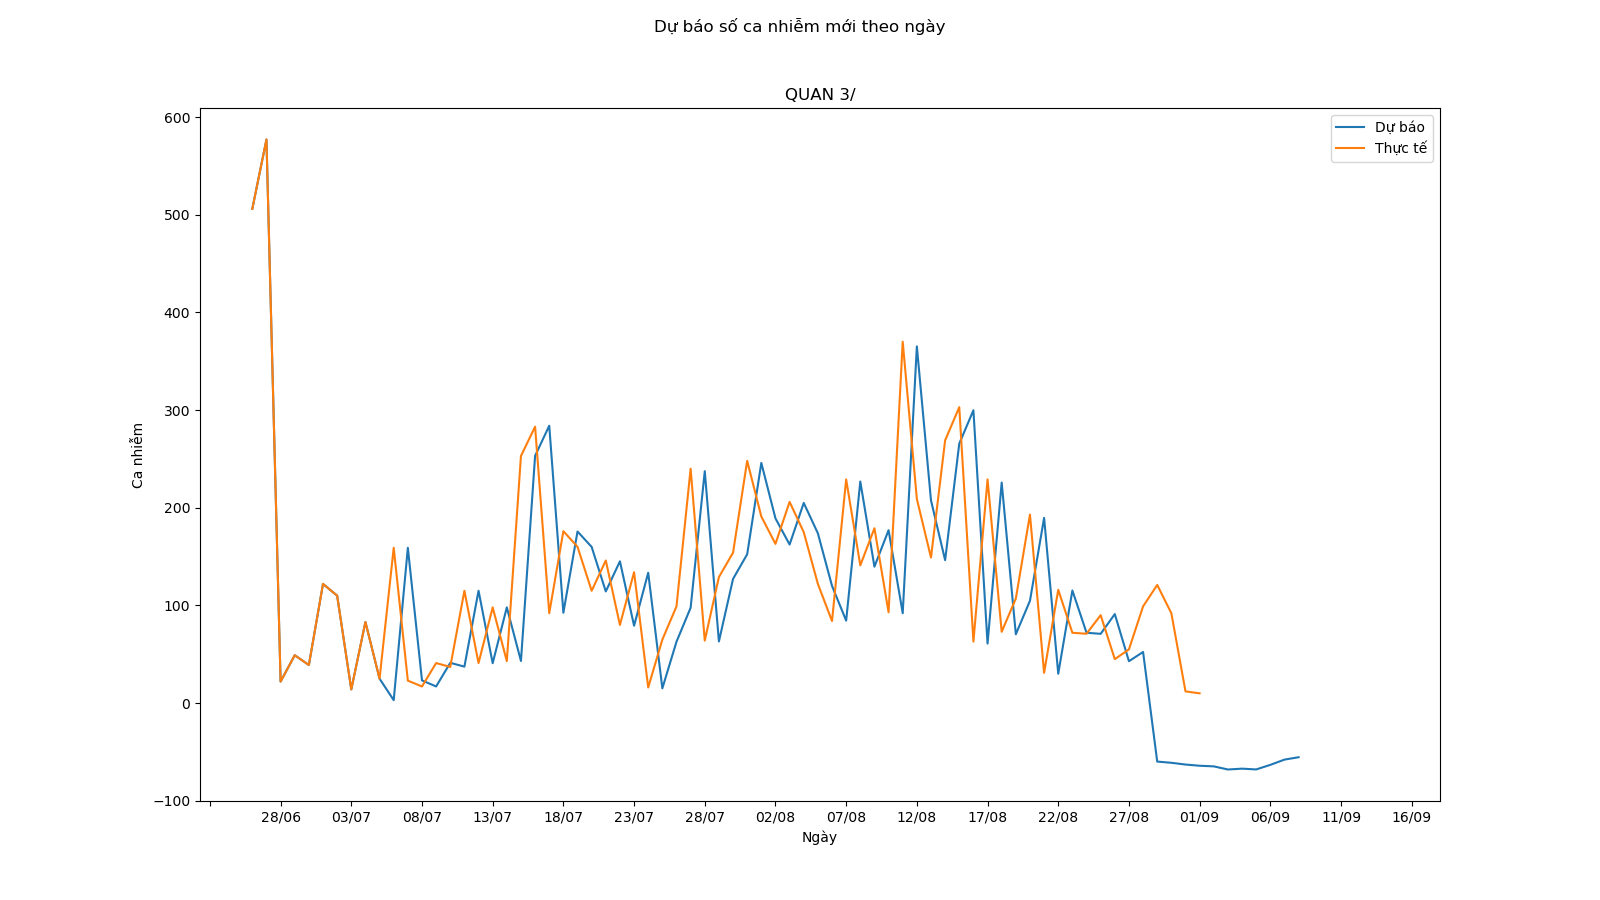 Dự báo số ca nhiễm mới theo ngày
QUAN 3/
Dự báo
Thực tế
600
500
400
300
200
100
0
−100
Ca nhiễm
28/06 03/07 08/07 13/07 18/07 23/07 28/07 02/08 07/08 12/08 17/08 22/08 27/08 01/09 06/09 11/09 16/09
Ngày